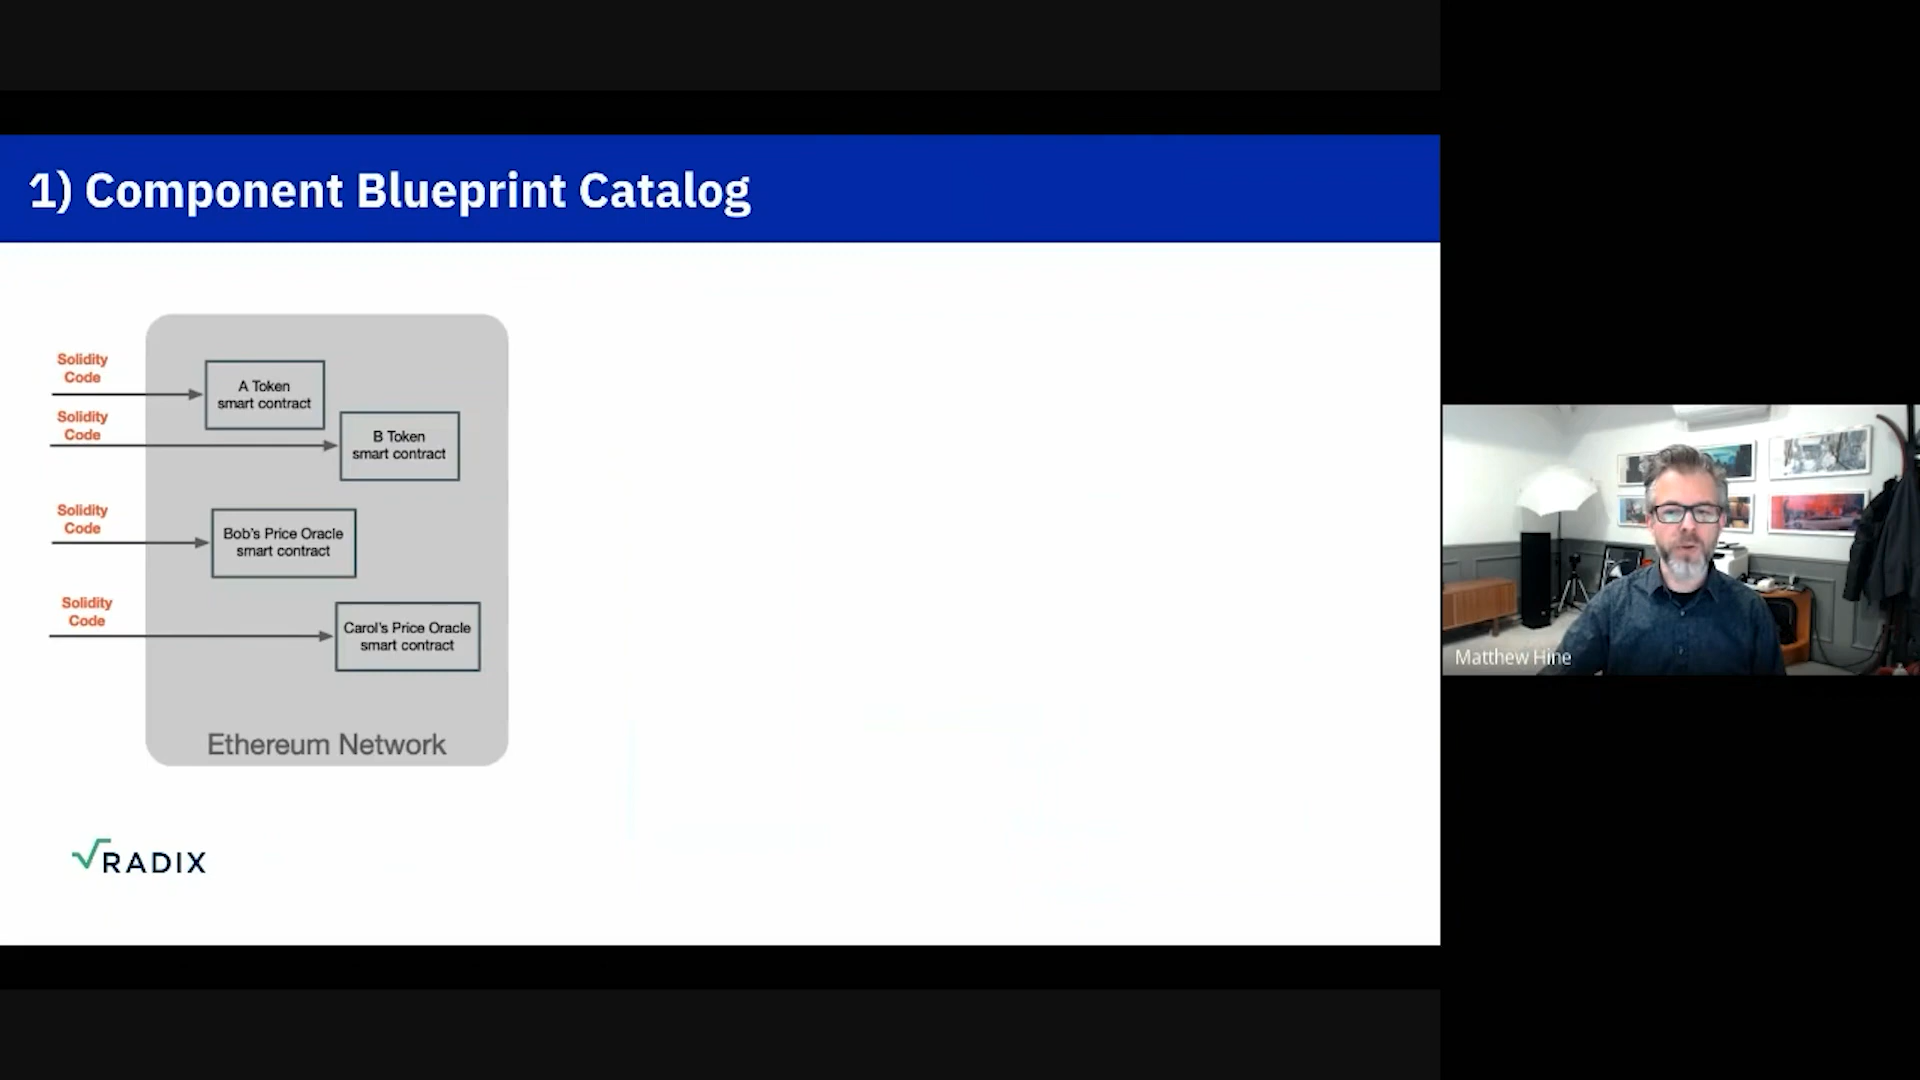 1) Component Blueprint Catalog
Solidity
Code
A Token
smart contract
Solidity
Code
B Token
smart contract
Solidity
Code
Bob's Price Oracle
smart contract
Solidity
Code
Carol's Price Oracle
smart contract
Ethereum Network
RADIX
Matthew Hine